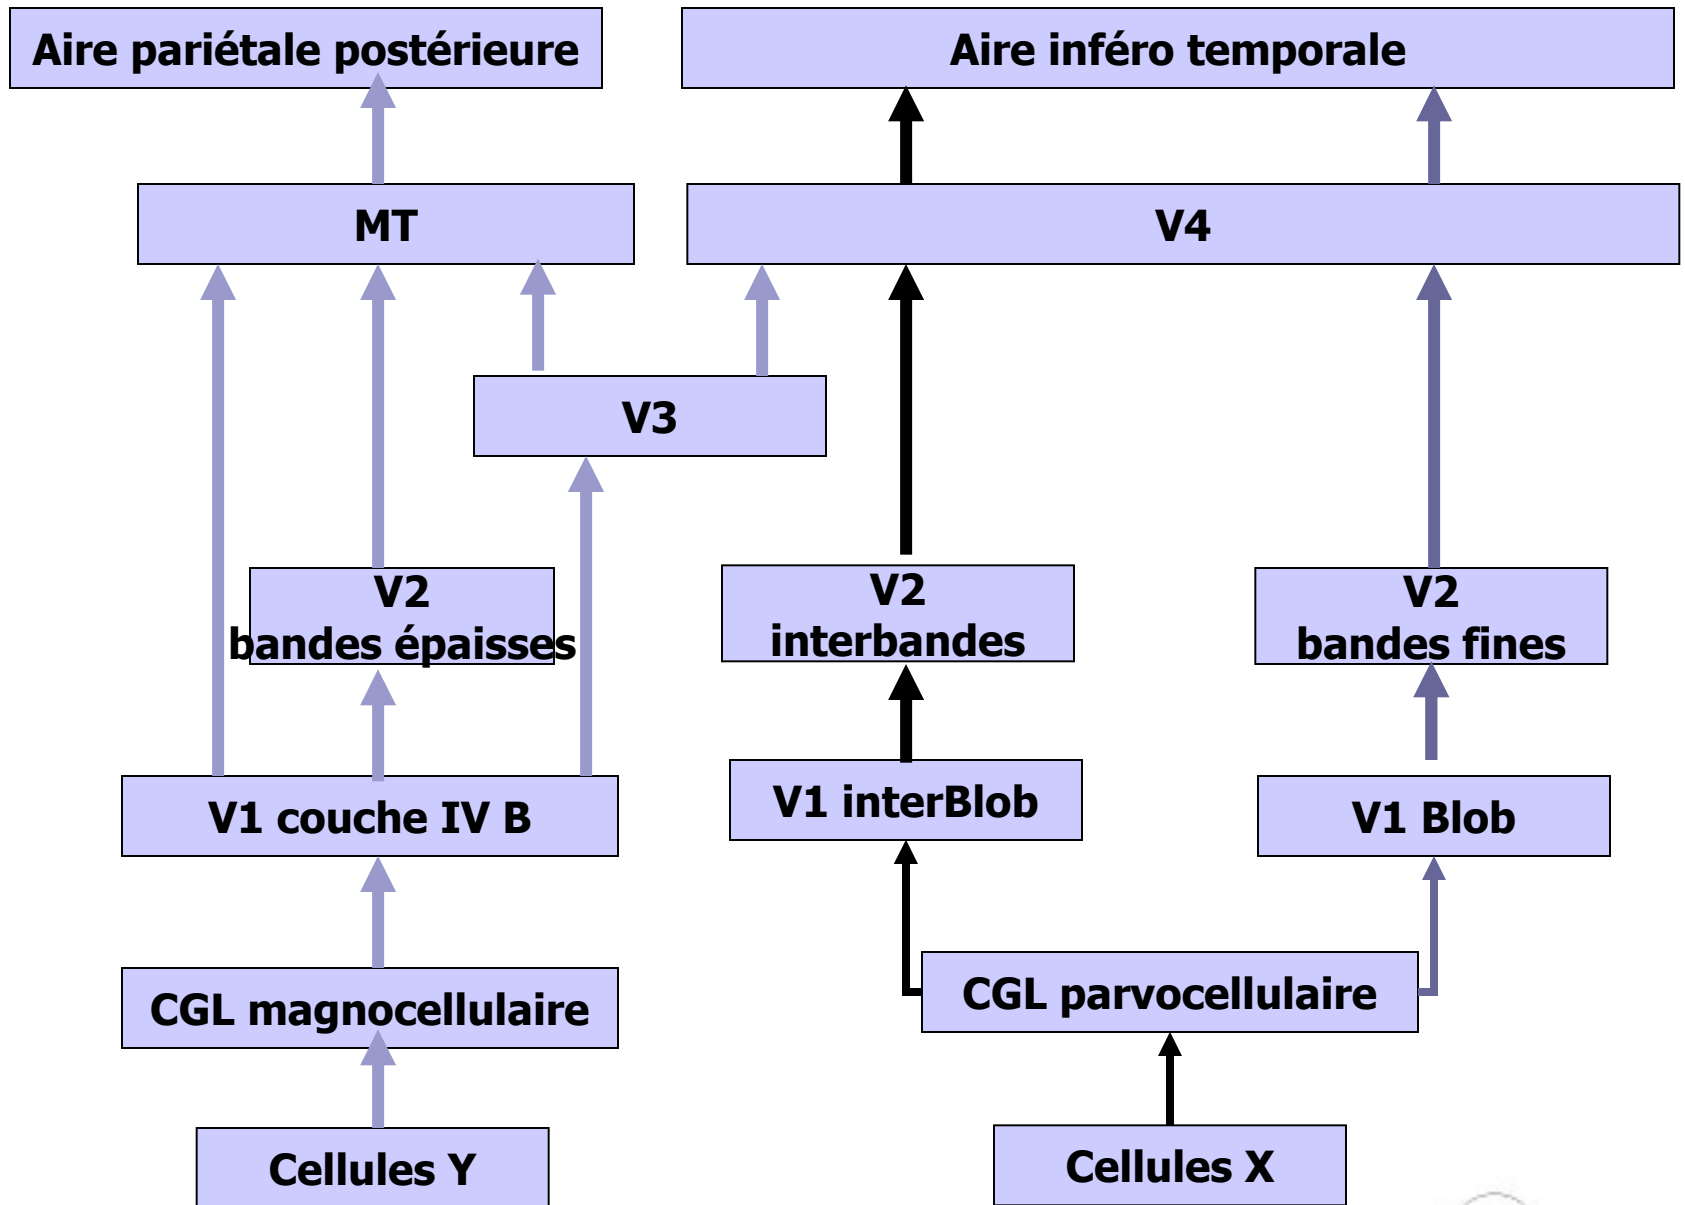 Aire pariétale postérieure
Aire inféro temporale
MT
V4
V3
V2
bandes épaisses
V2
interbandes
V2
bandes fines
V1 couche IV B
V1 interBlob
V1 Blob
CGL magnocellulaire
CGL parvocellulaire
Cellules Y
Cellules X